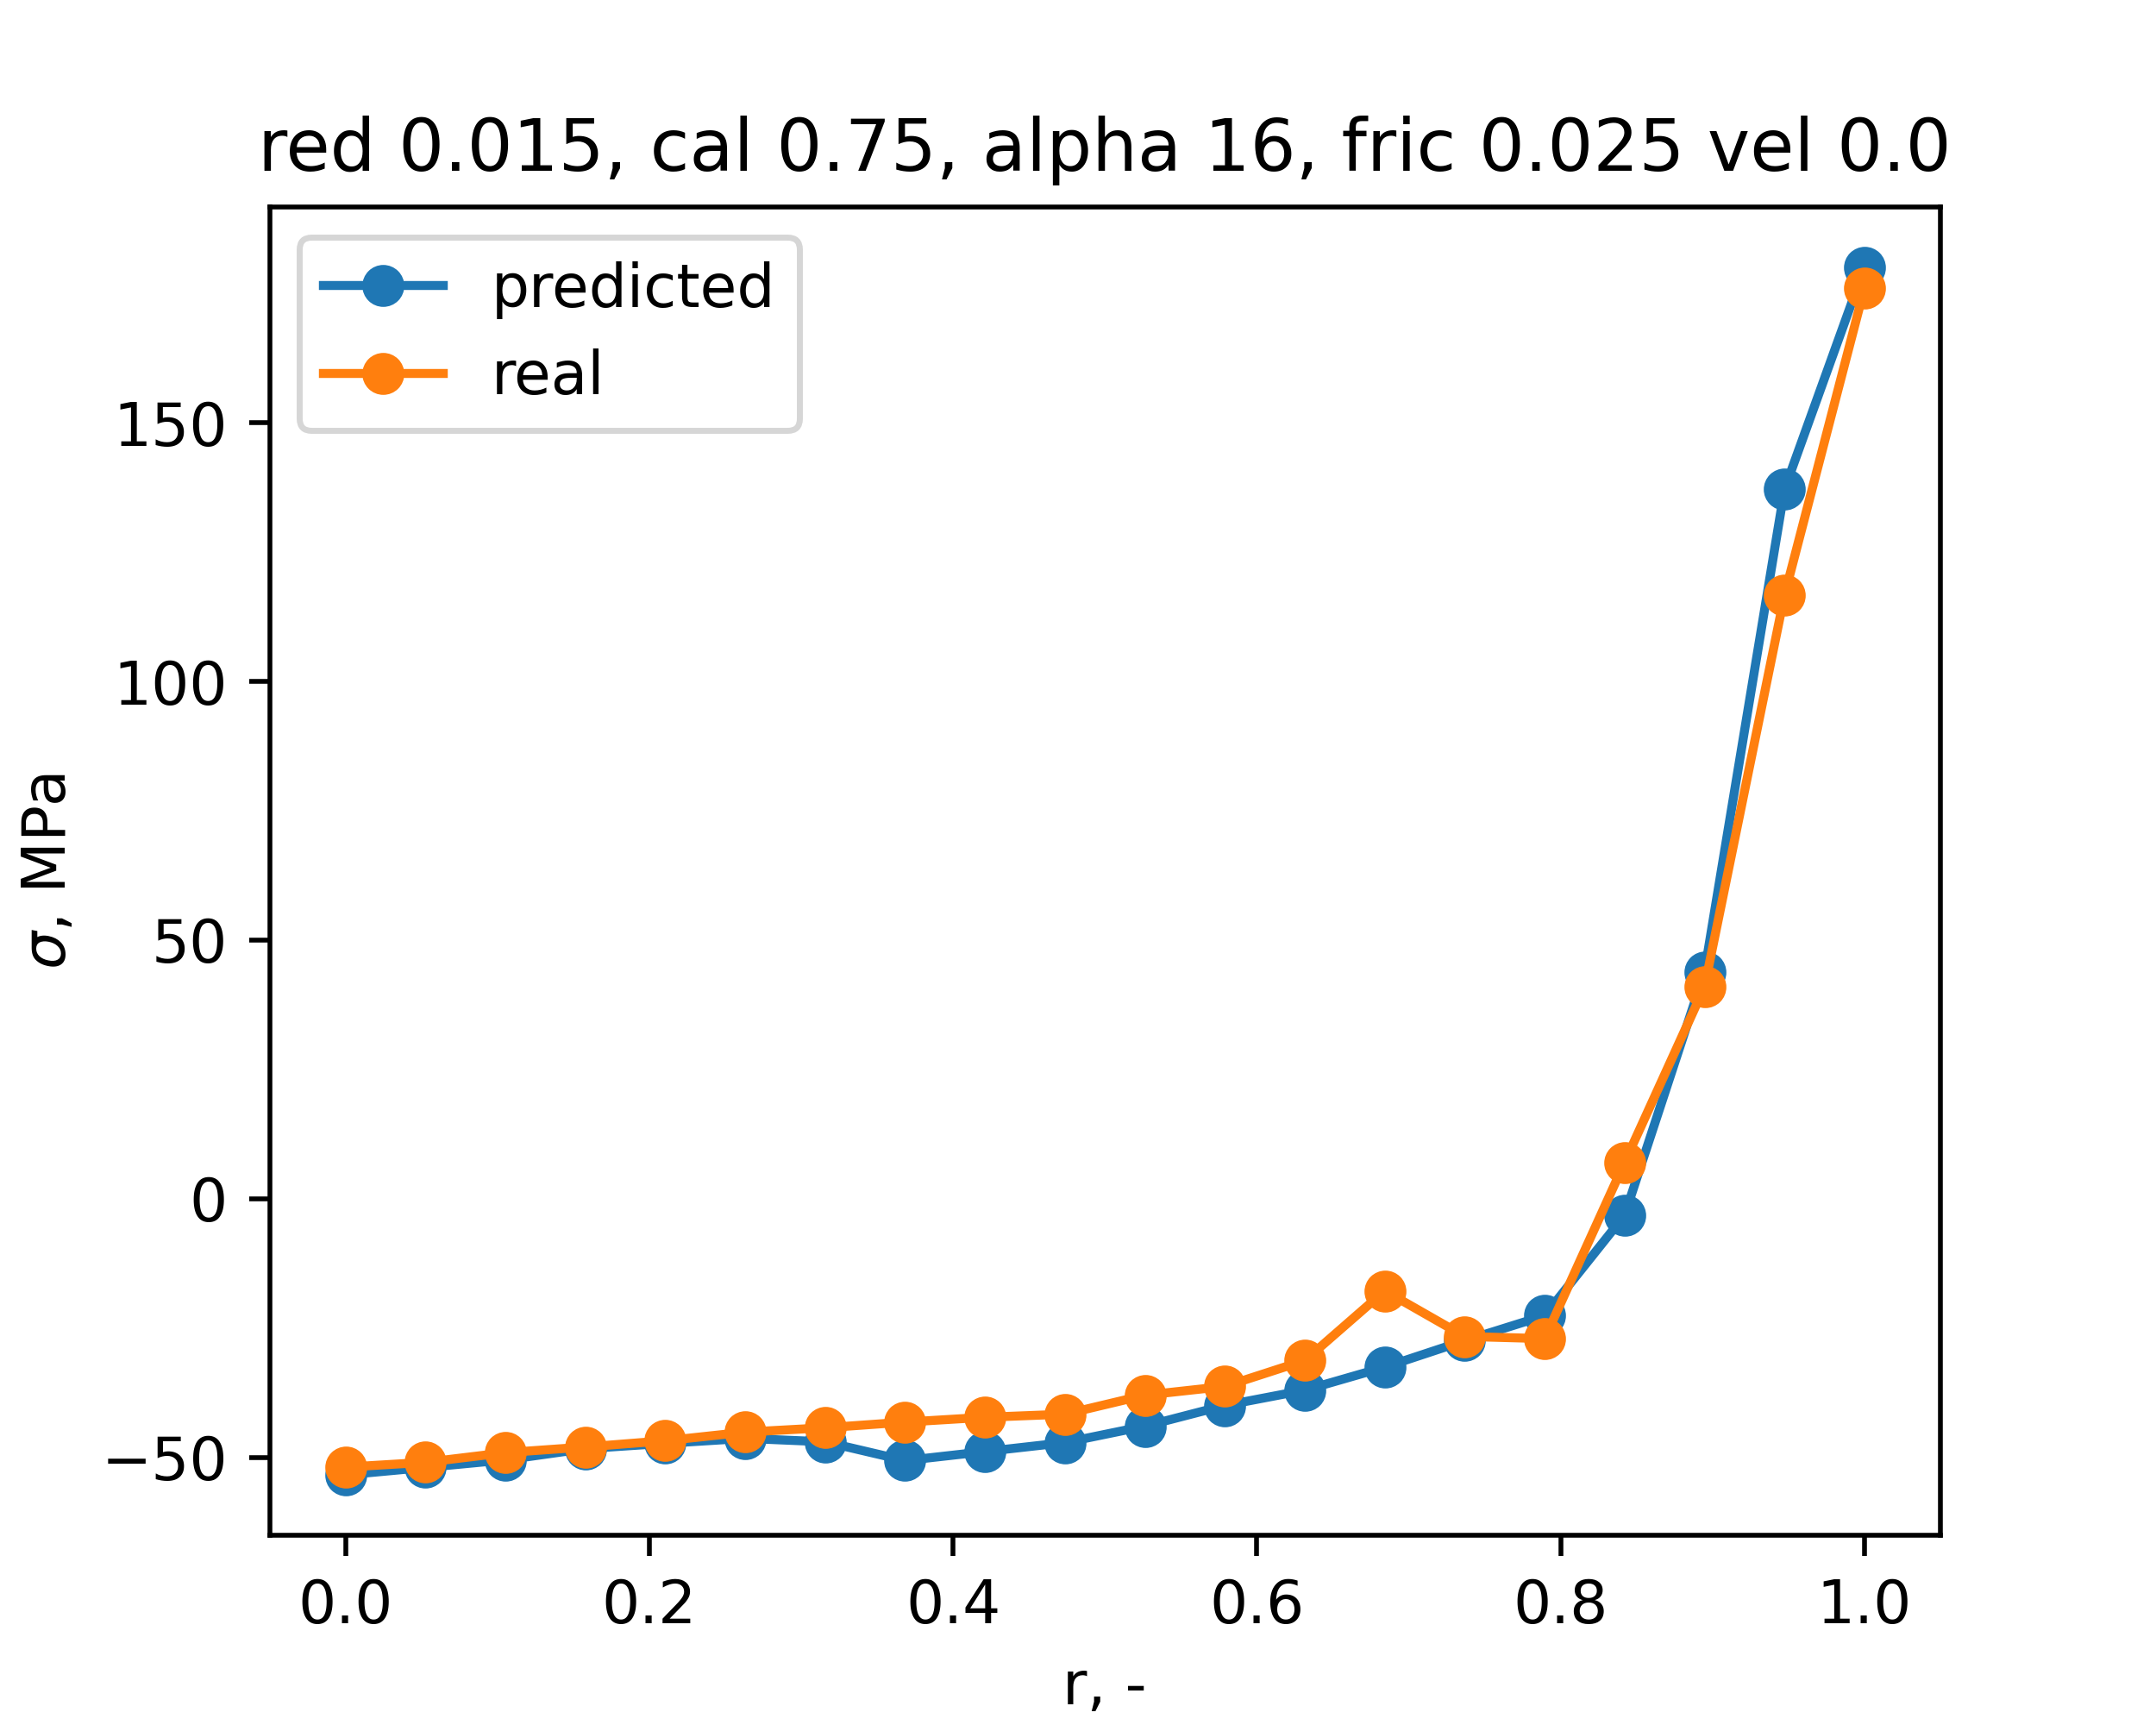 red 0.015, cal 0.75, alpha 16, fric 0.025 vel 0.0
predicted
real
150
100
50
0
−50
σ, MPa
0.0 0.2 0.4 0.6 0.8 1.0
r, -